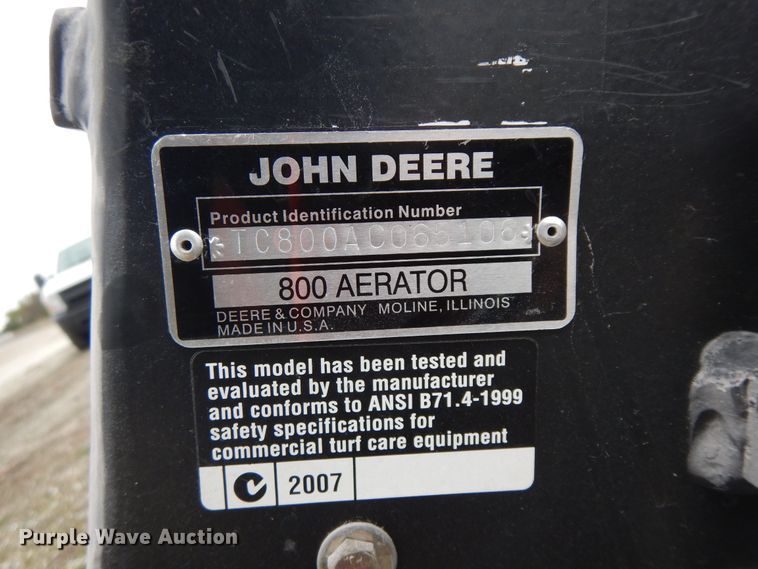 JOHN DEERE
Product Identification Number
800 AERATOR
DEERE & COMPANY MOLINE, ILLINOIS
MADE IN U.S.A.
This model has been tested and
evaluated by the manufacturer
and conforms to ANSI B71.4-1999
safety specifications for
commercial turf care equipment
2007
Purple Wave Auction